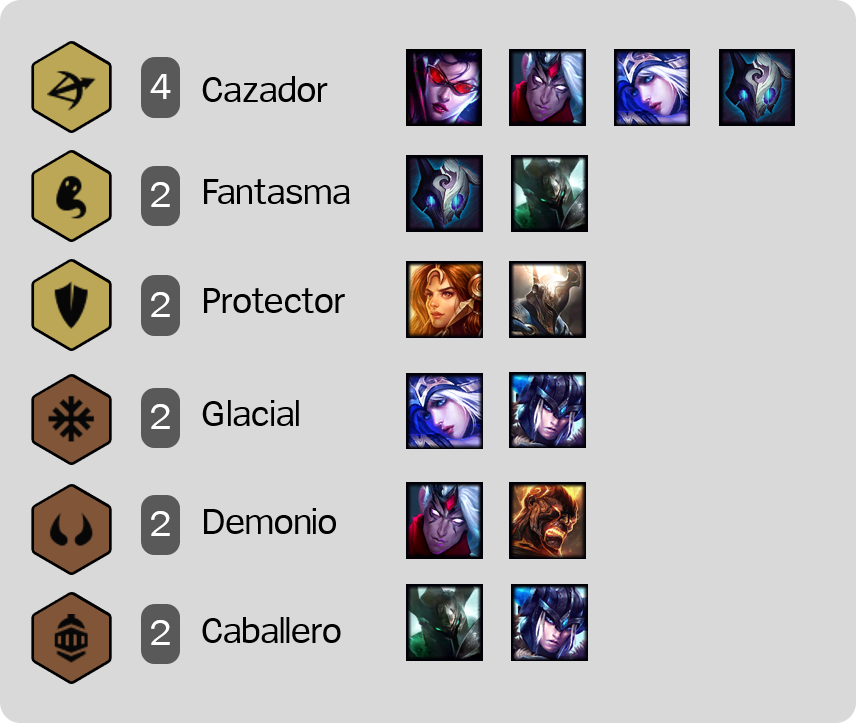 4 Cazador
2 Fantasma
2 Protector
2 Glacial
2 Demonio
2 Caballero